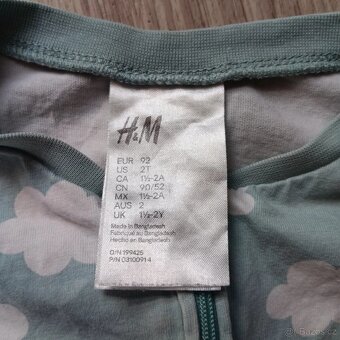 H&M
EUR 92
US 2T
CA 1½-2A
CN 90/52
MX 1½-2A
AUS 2
UK 1½-2Y
Made in Bangladesh
Fabriqué au Bangladesh
Hecho en Bangladesh
O/N 199425
P/N 0310091-4